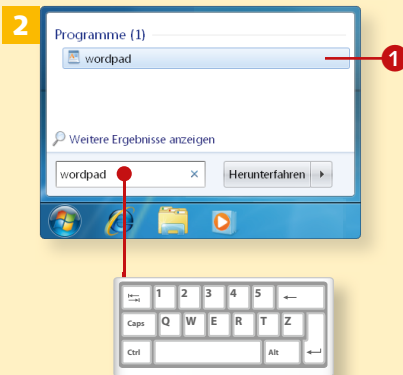 2
Programme (1)
wordpad
1
Weitere Ergebnisse anzeigen
wordpad × Herunterfahren
1 2 3 4 5
Caps Q W E R T Z
Ctrl Alt